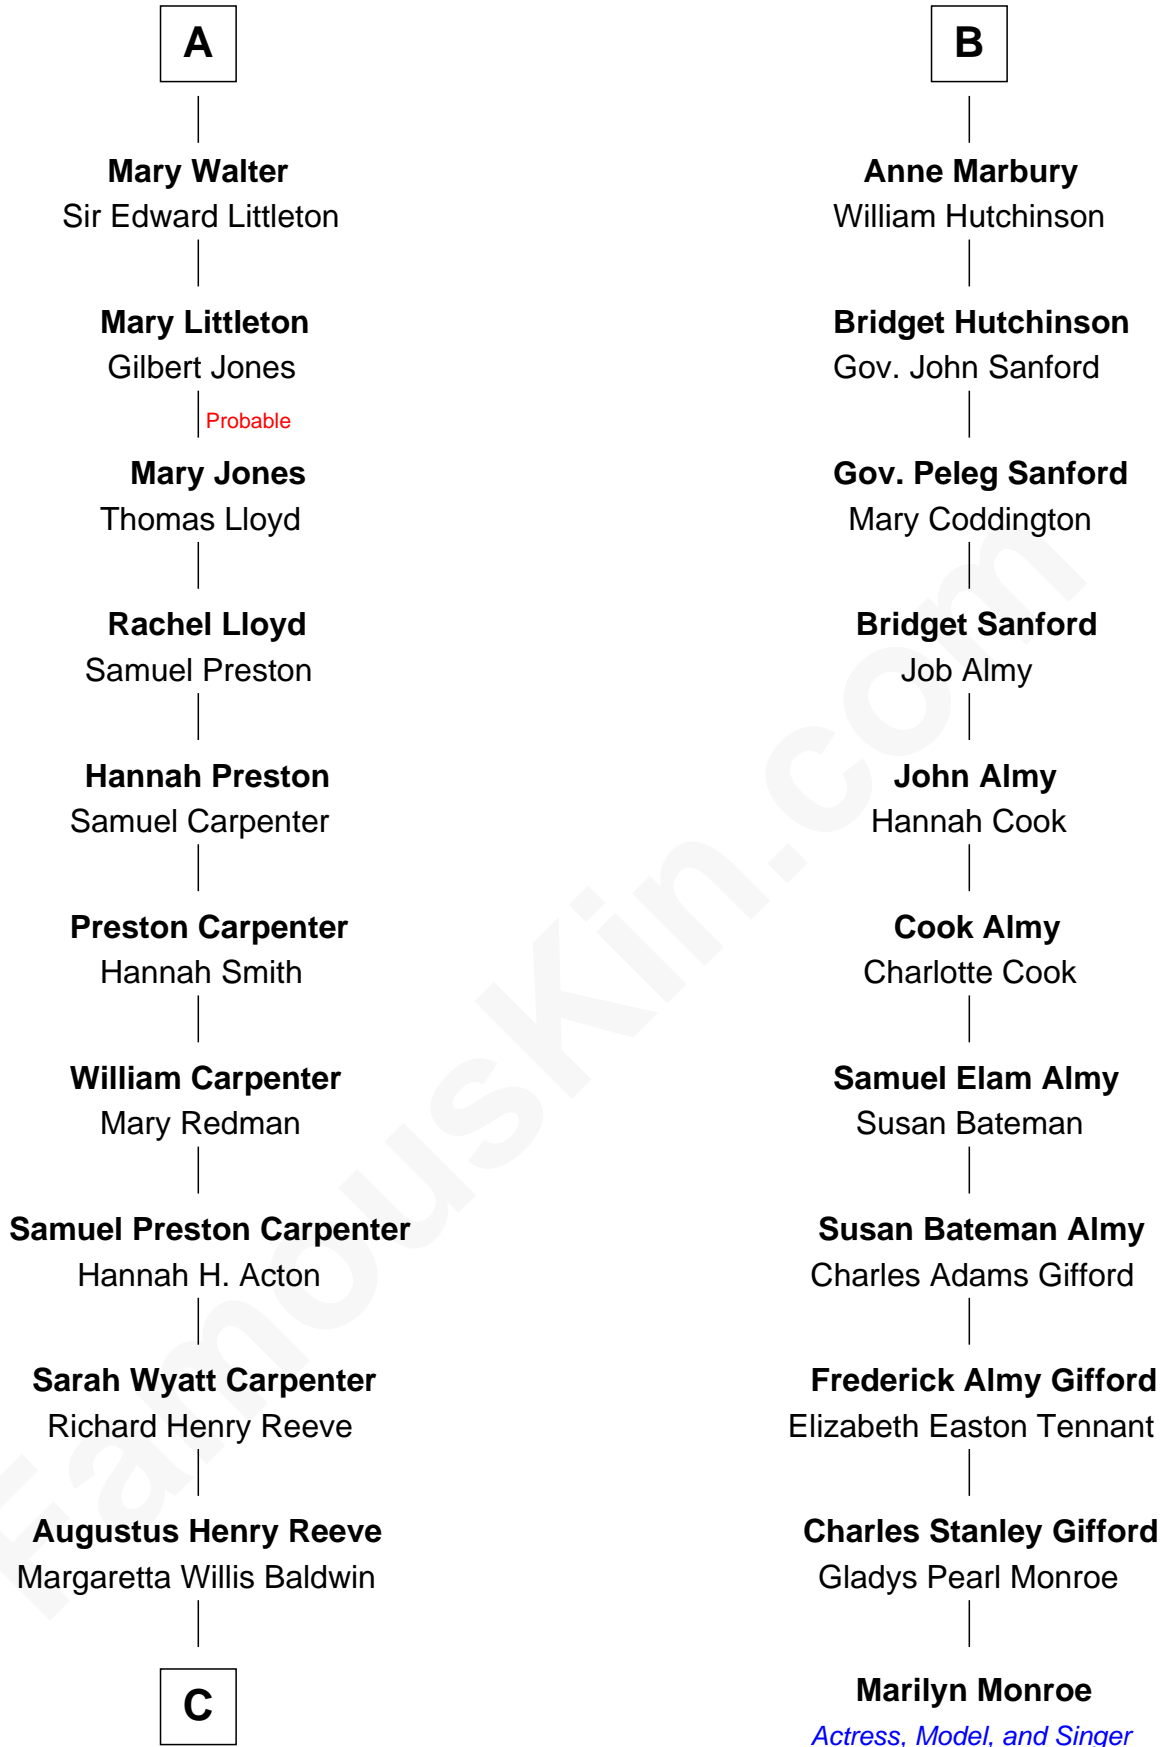 A
Mary Walter
Sir Edward Littleton
Mary Littleton
Gilbert Jones
Probable
Mary Jones
Thomas Lloyd
Rachel Lloyd
Samuel Preston
Hannah Preston
Samuel Carpenter
Preston Carpenter
Hannah Smith
William Carpenter
Mary Redman
Samuel Preston Carpenter
Hannah H. Acton
Sarah Wyatt Carpenter
Richard Henry Reeve
Augustus Henry Reeve
Margaretta Willis Baldwin
C
B
Anne Marbury
William Hutchinson
Bridget Hutchinson
Gov. John Sanford
Gov. Peleg Sanford
Mary Coddington
Bridget Sanford
Job Almy
John Almy
Hannah Cook
Cook Almy
Charlotte Cook
Samuel Elam Almy
Susan Bateman
Susan Bateman Almy
Charles Adams Gifford
Frederick Almy Gifford
Elizabeth Easton Tennant
Charles Stanley Gifford
Gladys Pearl Monroe
Marilyn Monroe
Actress, Model, and Singer
FamousKin.com